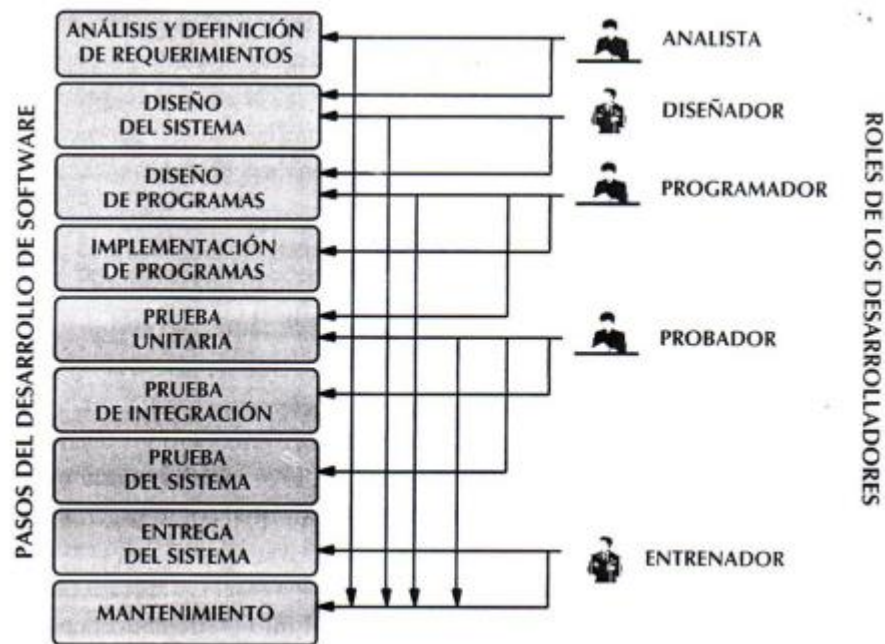 PASOS DEL DESARROLLO DE SOFTWARE
ANÁLISIS Y DEFINICIÓN
DE REQUERIMIENTOS
DISEÑO
DEL SISTEMA
DISEÑO
DE PROGRAMAS
IMPLEMENTACIÓN
DE PROGRAMAS
PRUEBA
UNITARIA
PRUEBA
DE INTEGRACIÓN
PRUEBA
DEL SISTEMA
ENTREGA
DEL SISTEMA
MANTENIMIENTO
ANALISTA
DISEÑADOR
PROGRAMADOR
PROBADOR
ENTRENADOR
ROLES DE LOS DESARROLLADORES